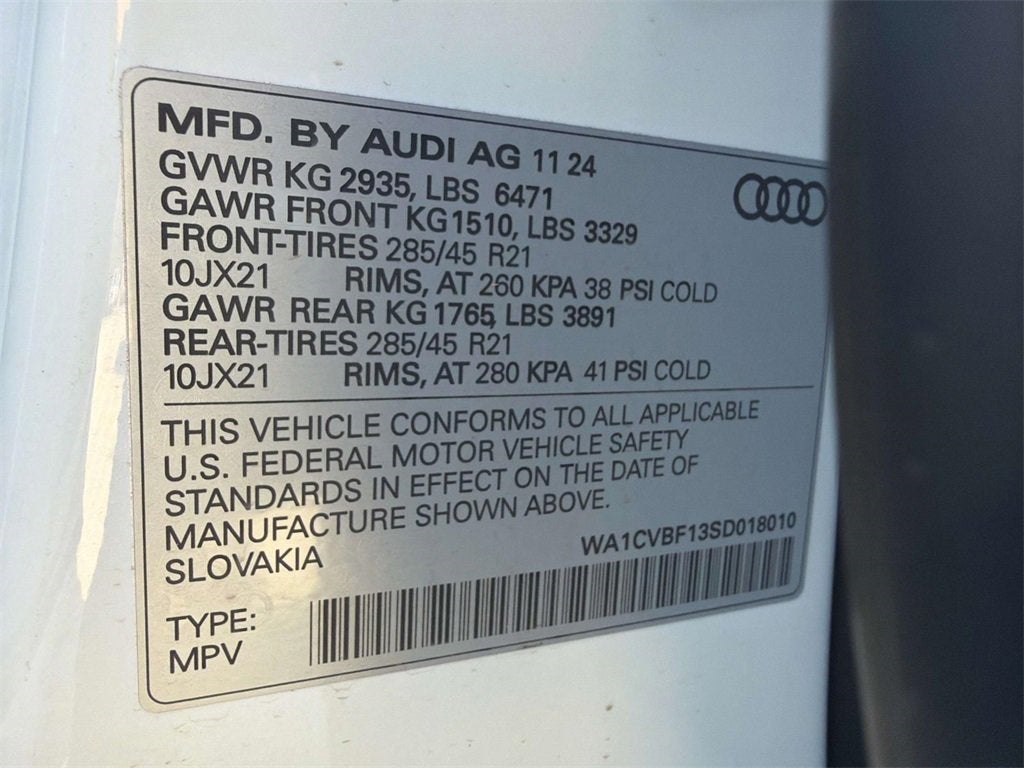 MFD. BY AUDI AG 11 24
GVWR KG 2935, LBS 6471
GAWR FRONT KG1510, LBS 3329
FRONT-TIRES 285/45 R21
10JX21 RIMS, AT 260 KPA 38 PSI COLD
GAWR REAR KG 1765, LBS 3891
REAR-TIRES 285/45 R21
10JX21 RIMS, AT 280 KPA 41 PSI COLD
THIS VEHICLE CONFORMS TO ALL APPLICABLE
U.S. FEDERAL MOTOR VEHICLE SAFETY
STANDARDS IN EFFECT ON THE DATE OF
MANUFACTURE SHOWN ABOVE.
SLOVAKIA
WA1CVBF13SD018010
TYPE:
MPV